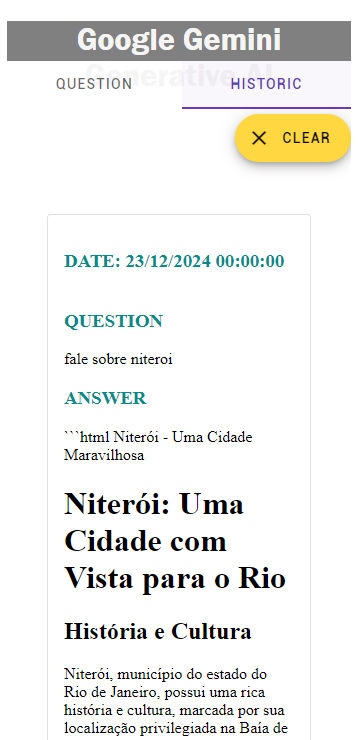 Google Gemini
Generative AI
QUESTION
HISTORIC
CLEAR
DATE: 23/12/2024 00:00:00
QUESTION
fale sobre niteroi
ANSWER
```html Niterói - Uma Cidade
Maravilhosa
Niterói: Uma
Cidade com
Vista para o Rio
História e Cultura
Niterói, município do estado do
Rio de Janeiro, possui uma rica
história e cultura, marcada por sua
localização privilegiada na Baía de